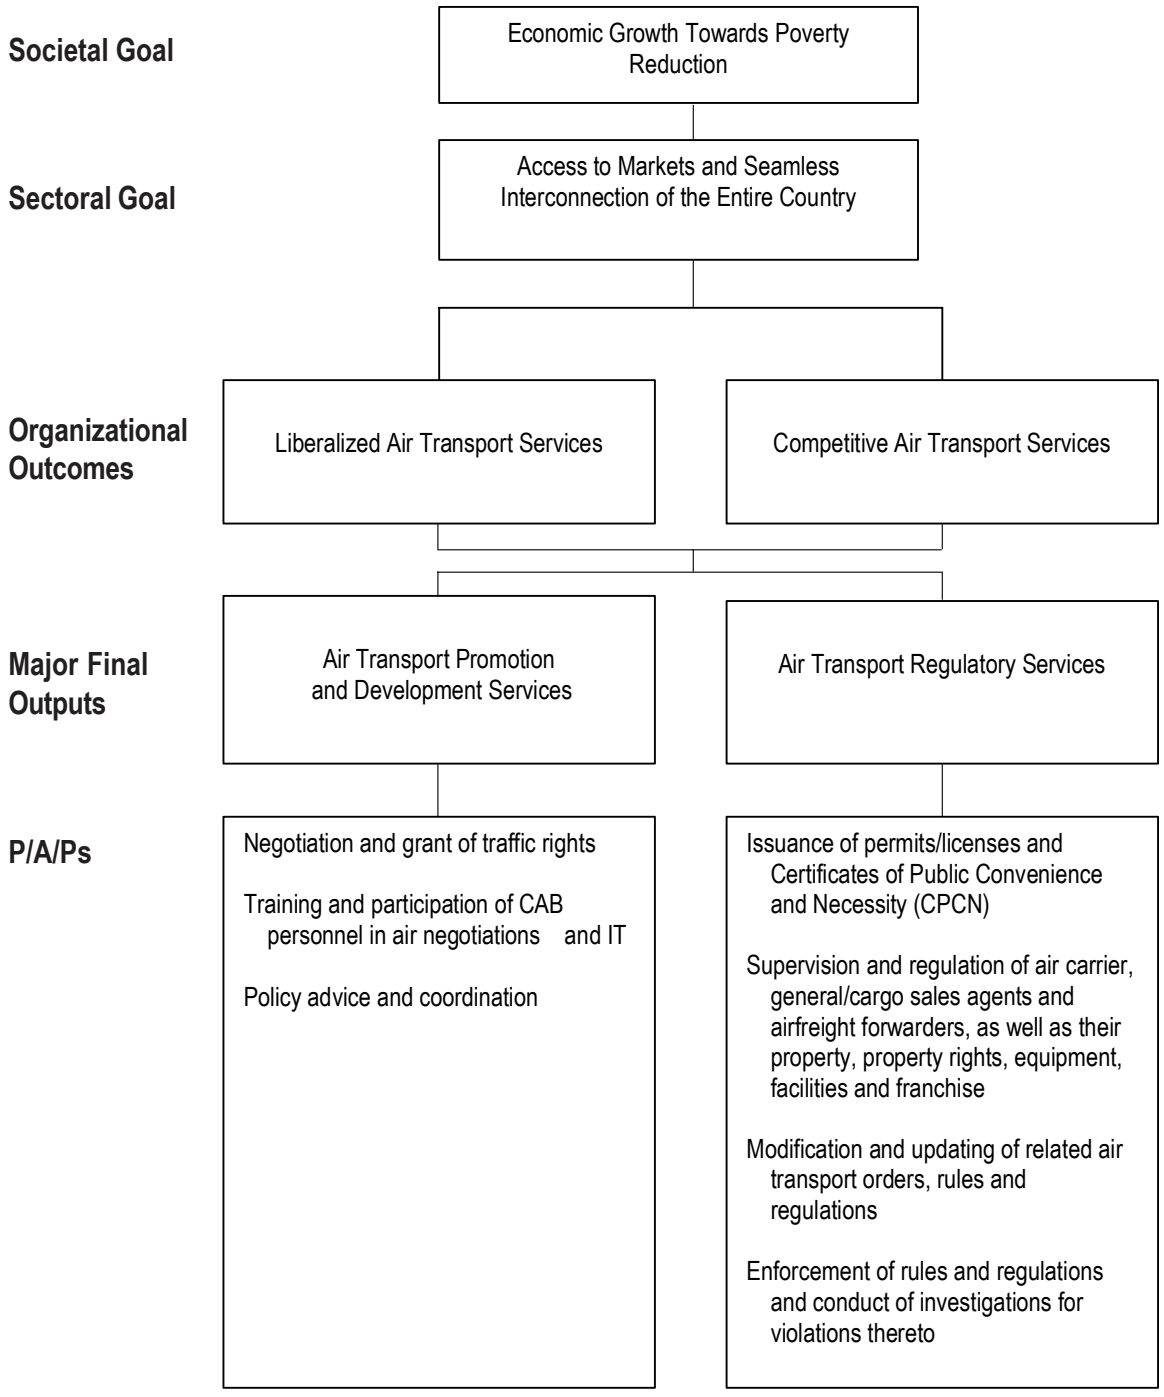 Societal Goal
Economic Growth Towards Poverty
Reduction
Sectoral Goal
Access to Markets and Seamless
Interconnection of the Entire Country
Organizational
Outcomes
Liberalized Air Transport Services
Competitive Air Transport Services
Major Final
Outputs
Air Transport Promotion
and Development Services
Air Transport Regulatory Services
P/A/Ps
Negotiation and grant of traffic rights
Training and participation of CAB
personnel in air negotiations and IT
Policy advice and coordination
Issuance of permits/licenses and
Certificates of Public Convenience
and Necessity (CPCN)
Supervision and regulation of air carrier,
general/cargo sales agents and
airfreight forwarders, as well as their
property, property rights, equipment,
facilities and franchise
Modification and updating of related air
transport orders, rules and
regulations
Enforcement of rules and regulations
and conduct of investigations for
violations thereto